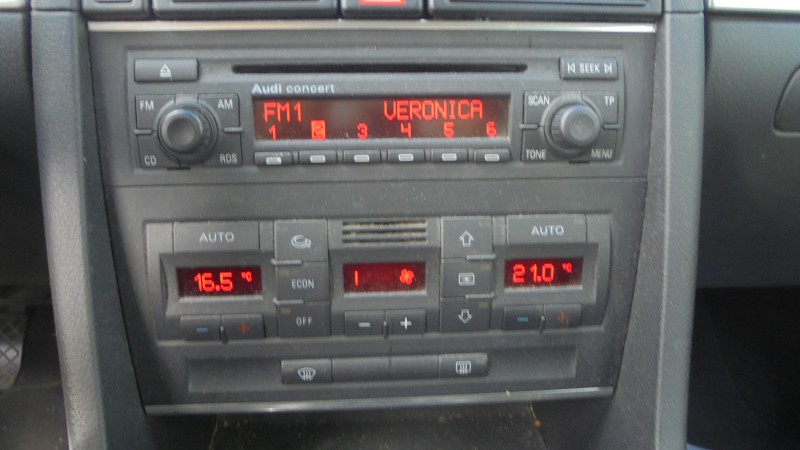 SEEK
Audi concert
FM AM
FM1 VERONICA
SCAN TP
1 2 3 4 5 6
CD RDS
TONE MENU
AUTO AUTO
16.5 °C 1 21.0 °C
ECON
OFF